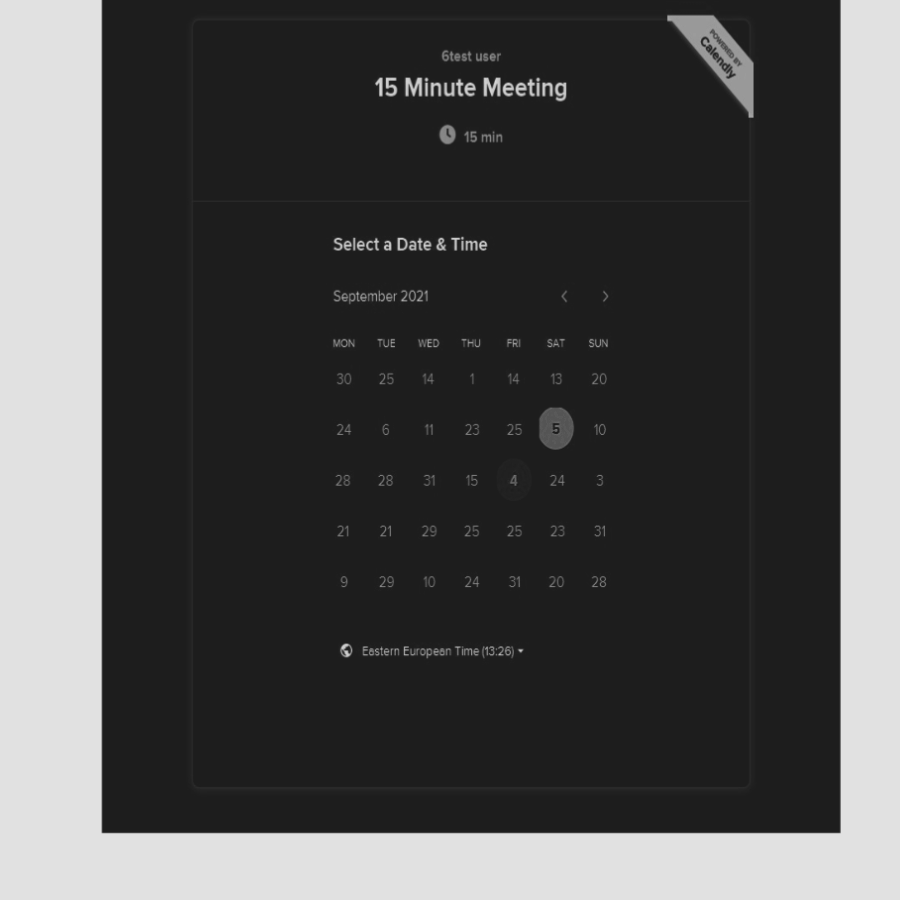 POWERED BY
Calendly
6test user
15 Minute Meeting
15 min
Select a Date & Time
September 2021
MON TUE WED THU FRI SAT SUN
30 25 14 1 14 13 20
24 6 11 23 25 5 10
28 28 31 15 4 24 3
21 21 29 25 25 23 31
9 29 10 24 31 20 28
Eastern European Time (13:26)